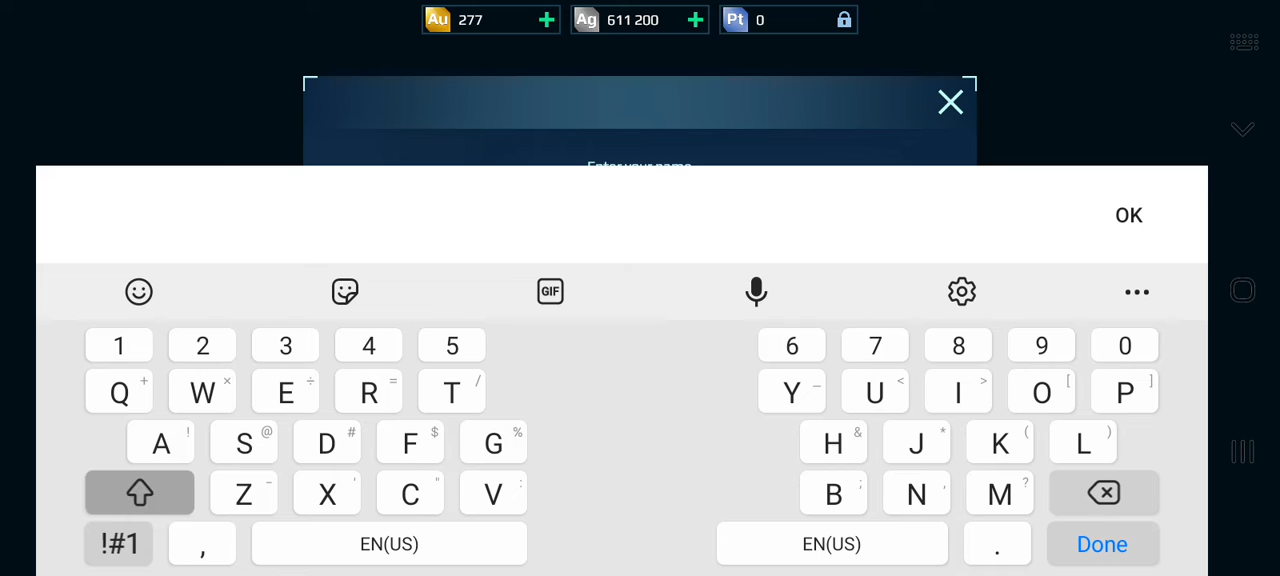 Au 277 + Ag 611 200 + Pt 0
Enter your name
OK
GIF
1 2 3 4 5 6 7 8 9 0
Q + W × E ÷ R = T / Y _ U < I > O [ P ]
A ! S @ D # F $ G % H & J * K ( L )
Z - X ' C " V : B ; N , M ?
!#1 , EN(US) EN(US) . Done